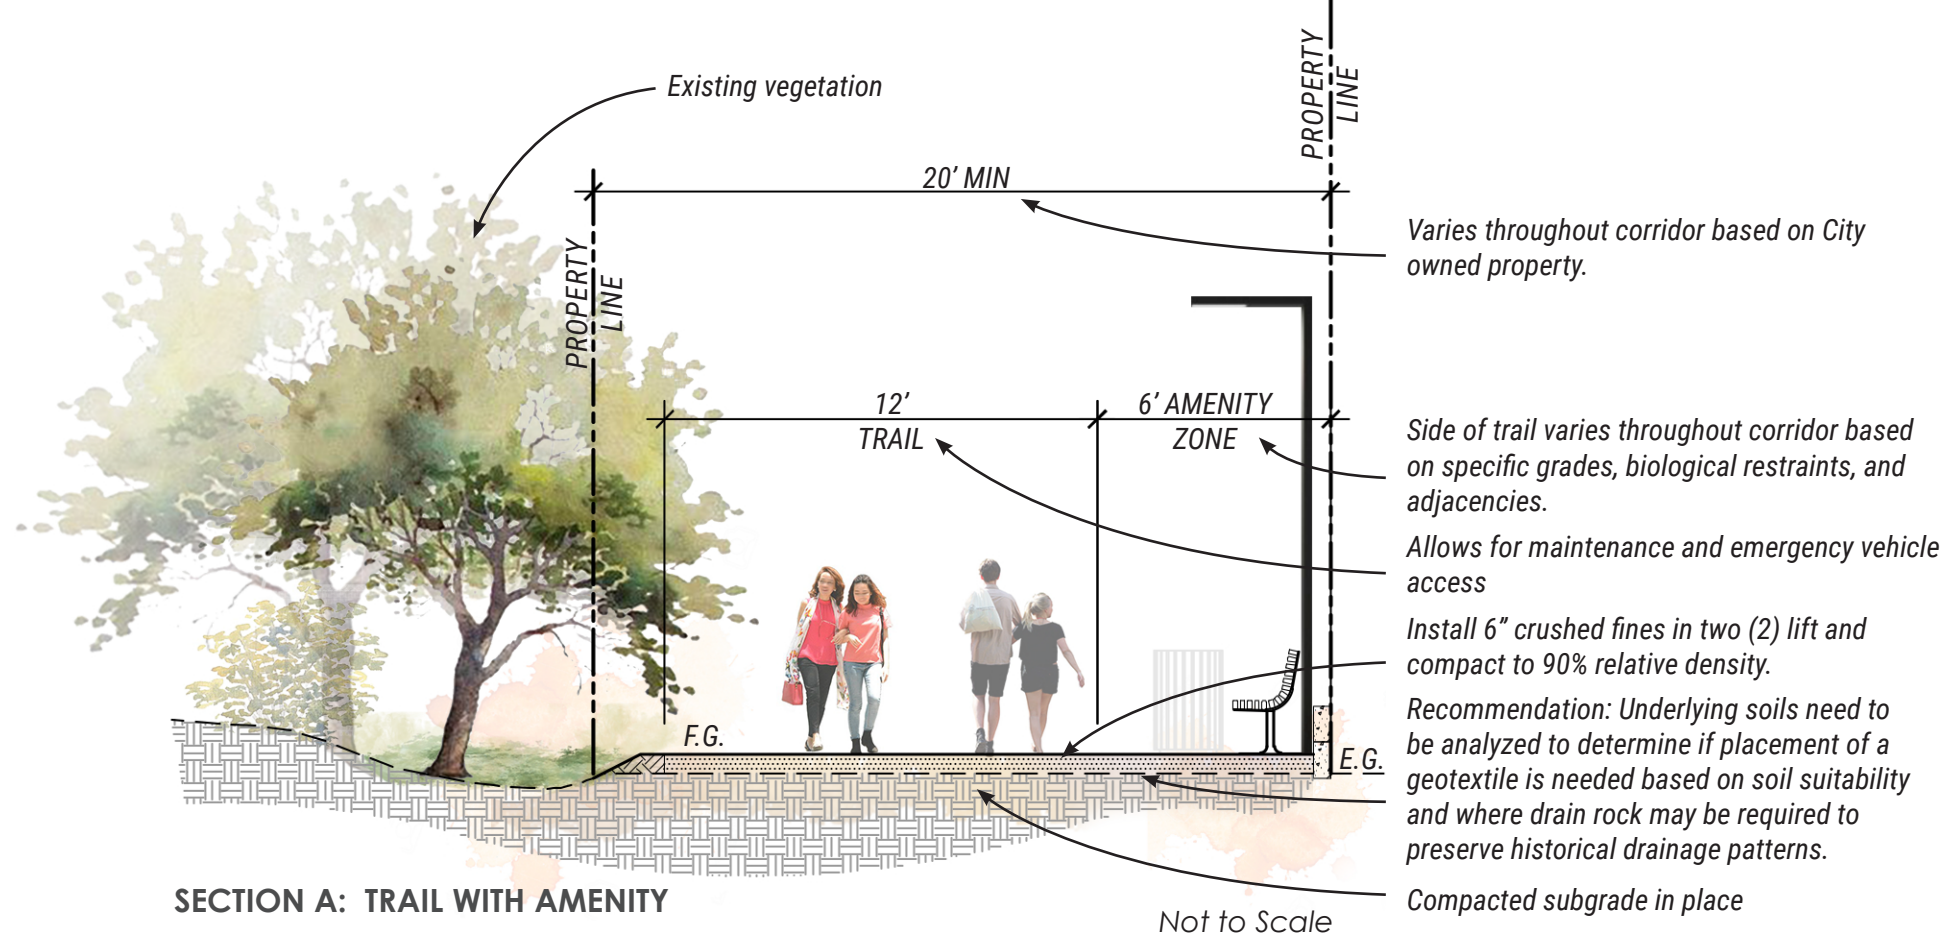 Existing vegetation
PROPERTY
LINE
20’ MIN
Varies throughout corridor based on City
owned property.
PROPERTY
LINE
12’
TRAIL
6’ AMENITY
ZONE
Side of trail varies throughout corridor based
on specific grades, biological restraints, and
adjacencies.
Allows for maintenance and emergency vehicle
access
Install 6” crushed fines in two (2) lift and
compact to 90% relative density.
F.G.
E.G.
Recommendation: Underlying soils need to
be analyzed to determine if placement of a
geotextile is needed based on soil suitability
and where drain rock may be required to
preserve historical drainage patterns.
Compacted subgrade in place
SECTION A: TRAIL WITH AMENITY
Not to Scale